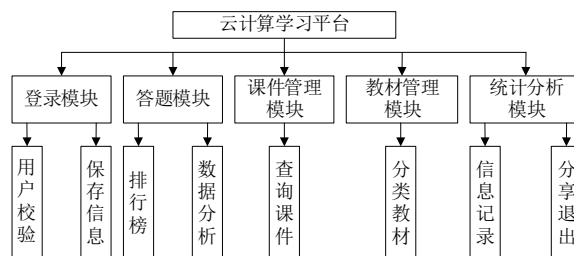 云计算学习平台
登录模块
答题模块
课件管理
模块
教材管理
模块
统计分析
模块
用户校验
保存信息
排行榜
数据分析
查询课件
分类教材
信息记录
分享退出